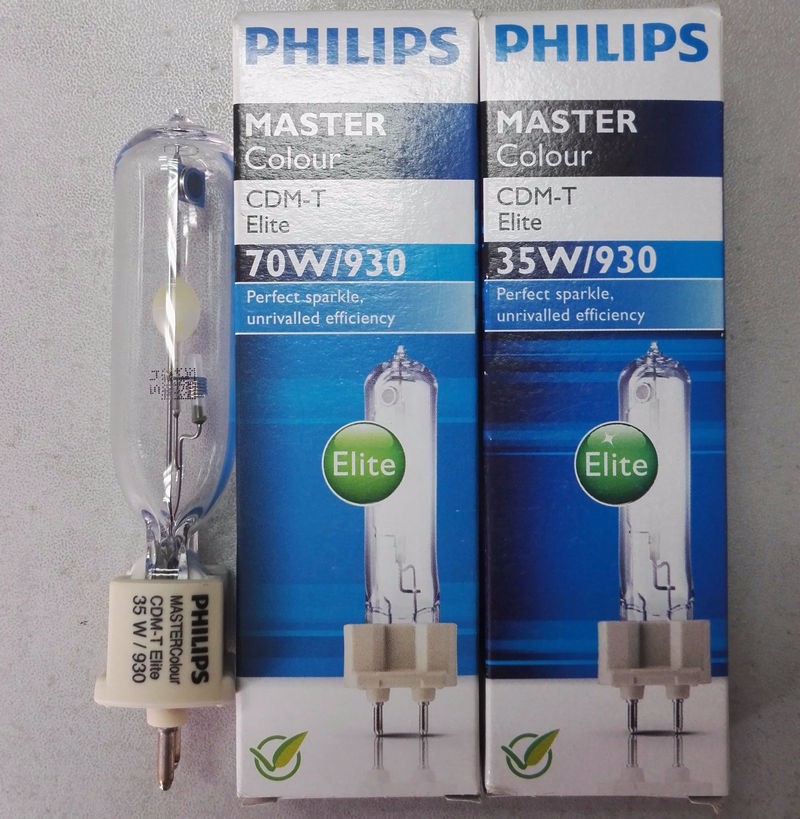 PHILIPS
MASTERColour
CDM-T Elite
35 W / 930
PHILIPS
MASTER
Colour
CDM-T
Elite
70W/930
Perfect sparkle,
unrivalled efficiency
Elite
PHILIPS
MASTER
Colour
CDM-T
Elite
35W/930
Perfect sparkle,
unrivalled efficiency
Elite